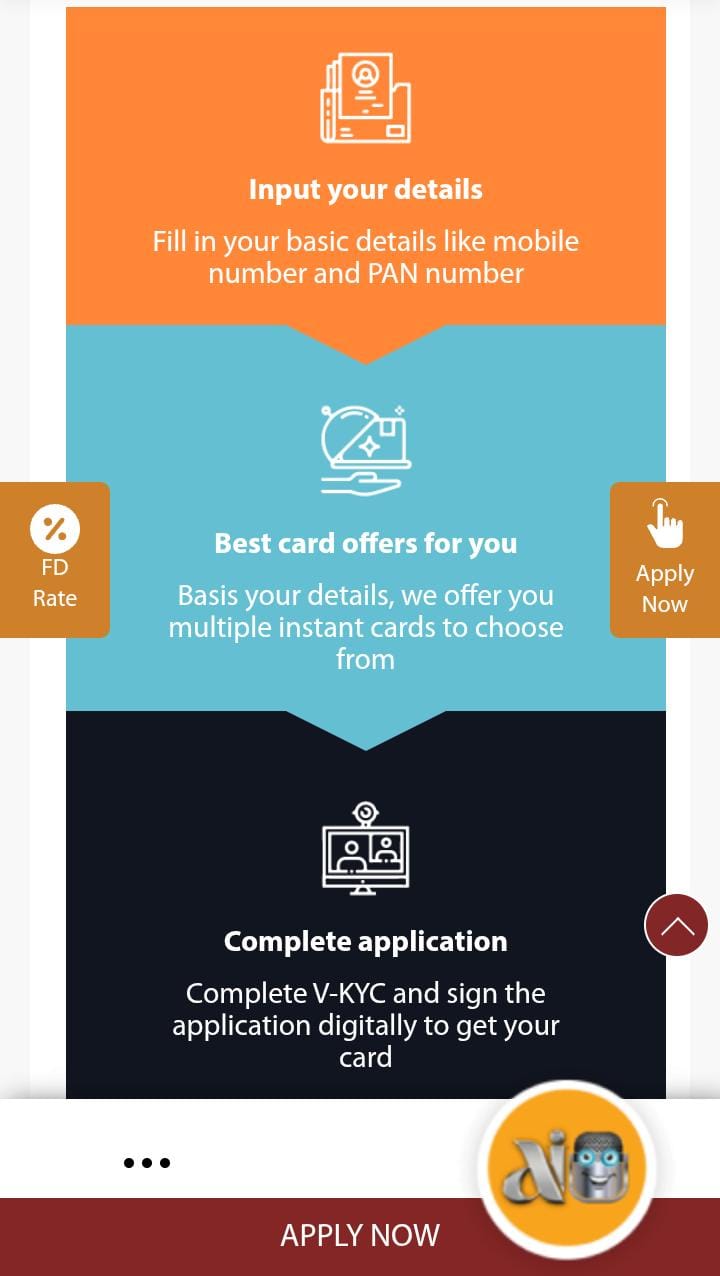 Input your details
Fill in your basic details like mobile
number and PAN number
Best card offers for you
Basis your details, we offer you
multiple instant cards to choose
from
FD
Rate
Apply
Now
Complete application
Complete V-KYC and sign the
application digitally to get your
card
APPLY NOW